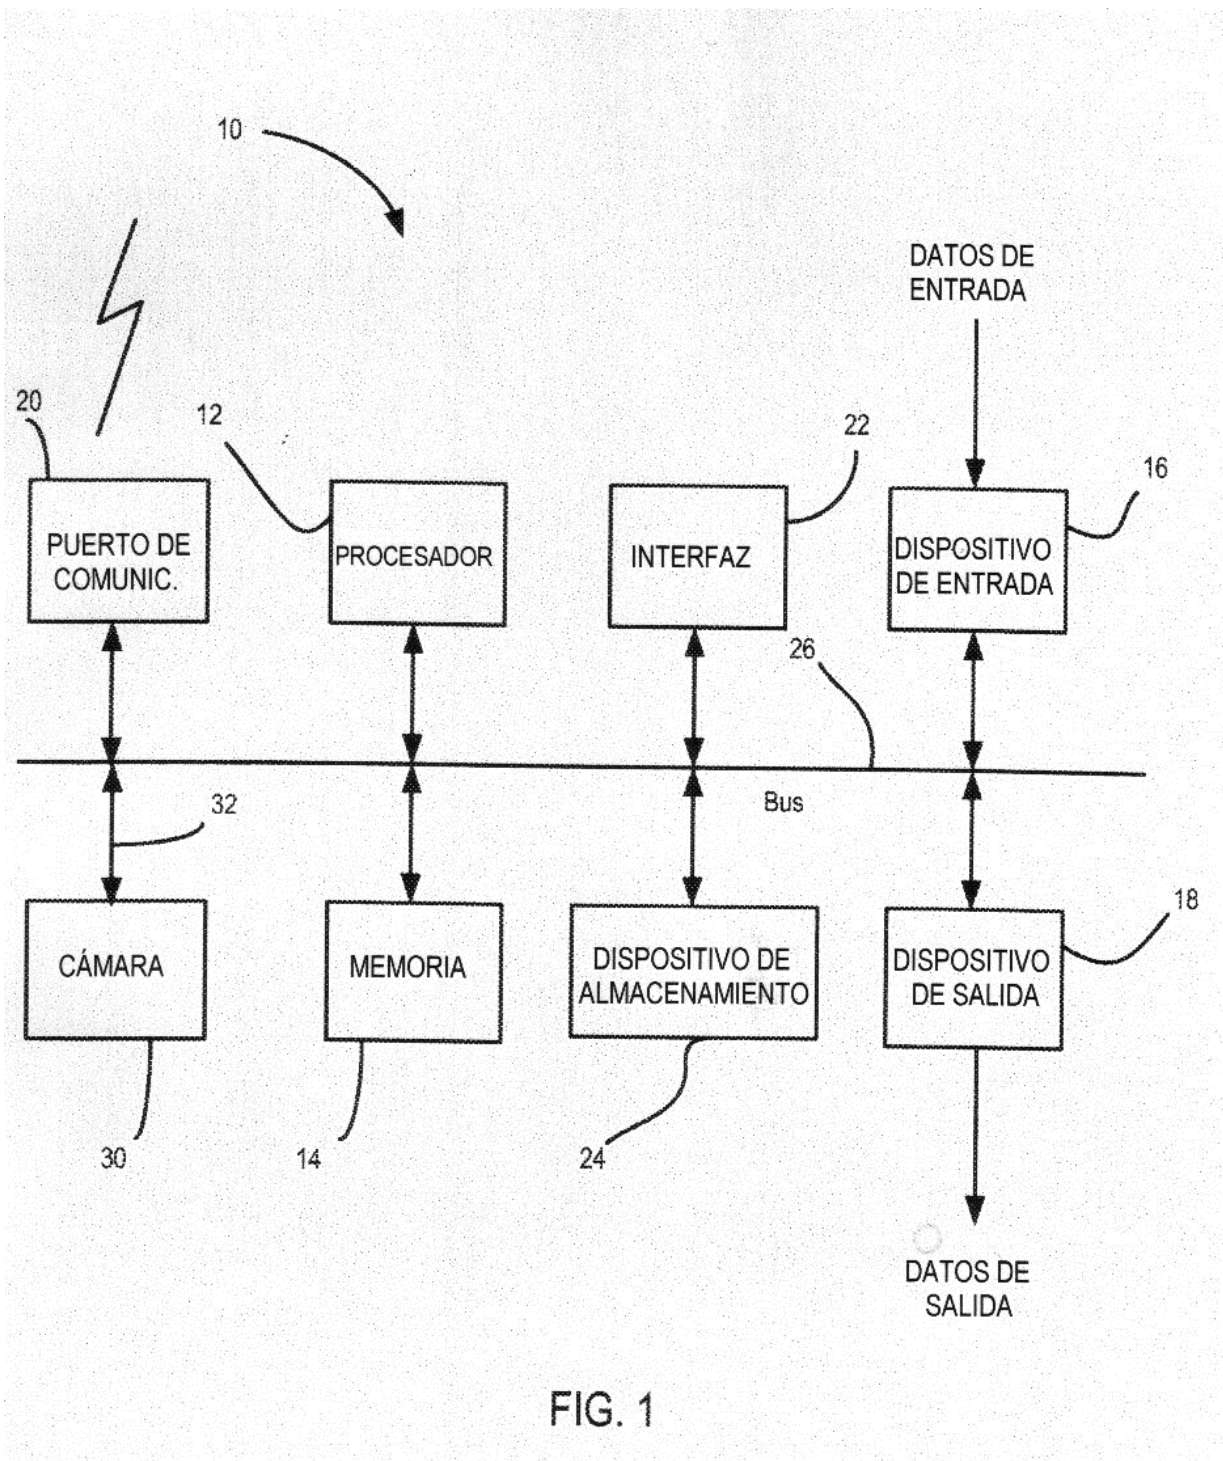 10
DATOS DE
ENTRADA
20
12
22
16
PUERTO DE
COMUNIC.
PROCESADOR
INTERFAZ
DISPOSITIVO
DE ENTRADA
26
Bus
32
18
CÁMARA
MEMORIA
DISPOSITIVO DE
ALMACENAMIENTO
DISPOSITIVO
DE SALIDA
30
14
24
DATOS DE
SALIDA
FIG. 1